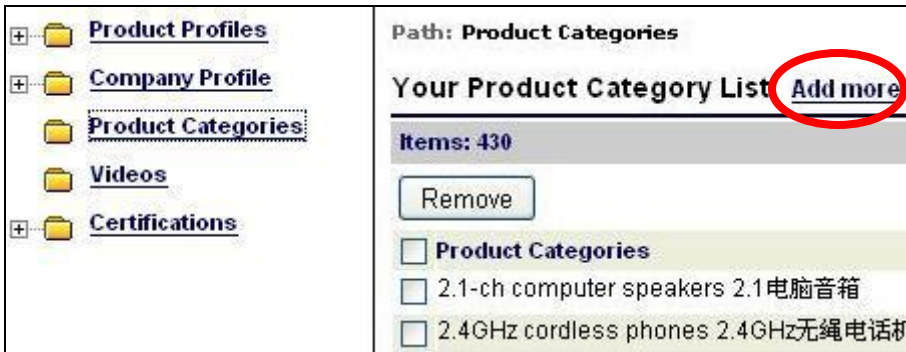 Product Profiles
Company Profile
Product Categories
Videos
Certifications
Path: Product Categories
Your Product Category List Add more
Items: 430
Remove
Product Categories
2.1-ch computer speakers 2.1电脑音箱
2.4GHz cordless phones 2.4GHz无绳电话机